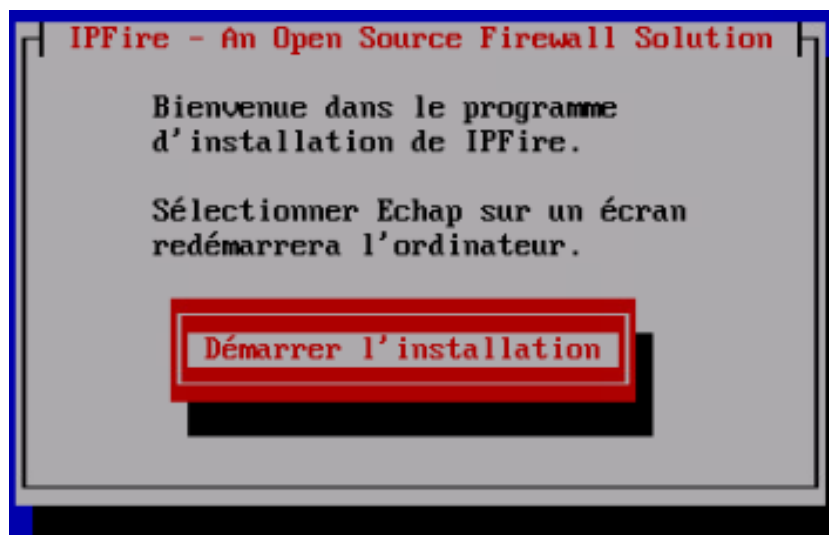 IPFire - An Open Source Firewall Solution
Bienvenue dans le programme
d'installation de IPFire.
Sélectionner Echap sur un écran
redémarrera l'ordinateur.
Démarrer l'installation